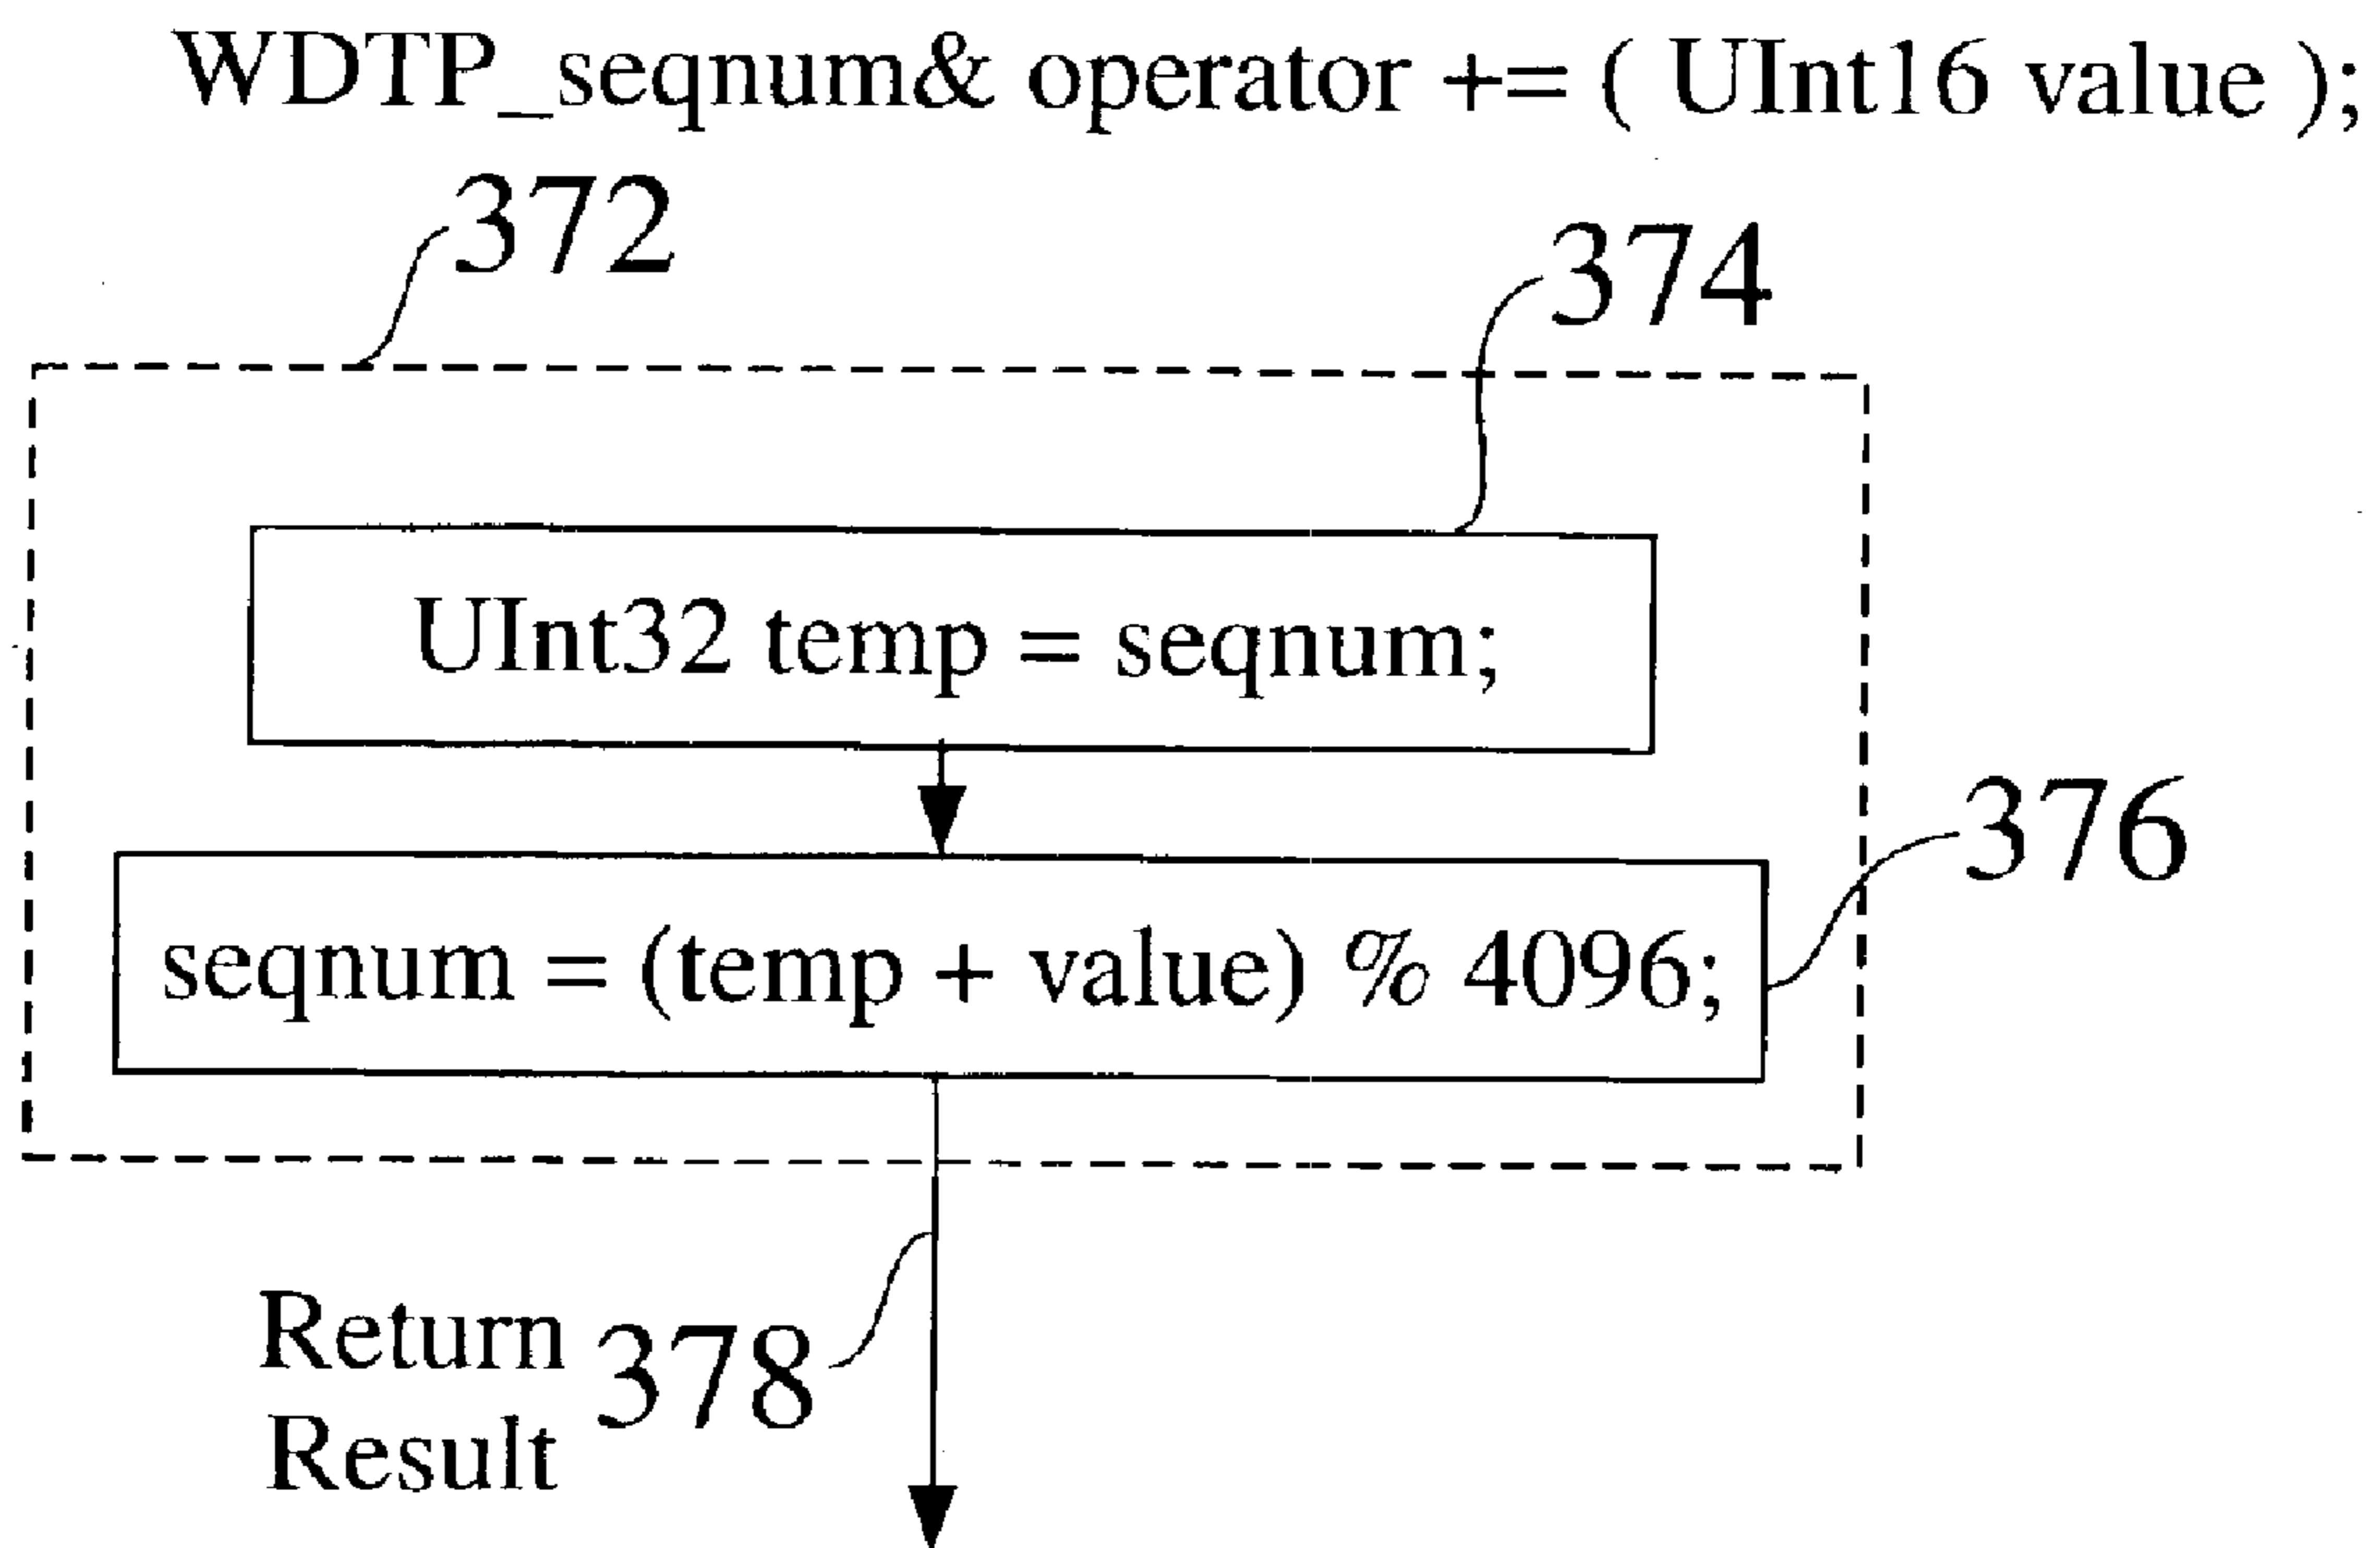 WDTP_seqnum& operator += ( UInt16 value );
372
374
UInt32 temp = seqnum;
376
seqnum = (temp + value) % 4096;
Return
378
Result